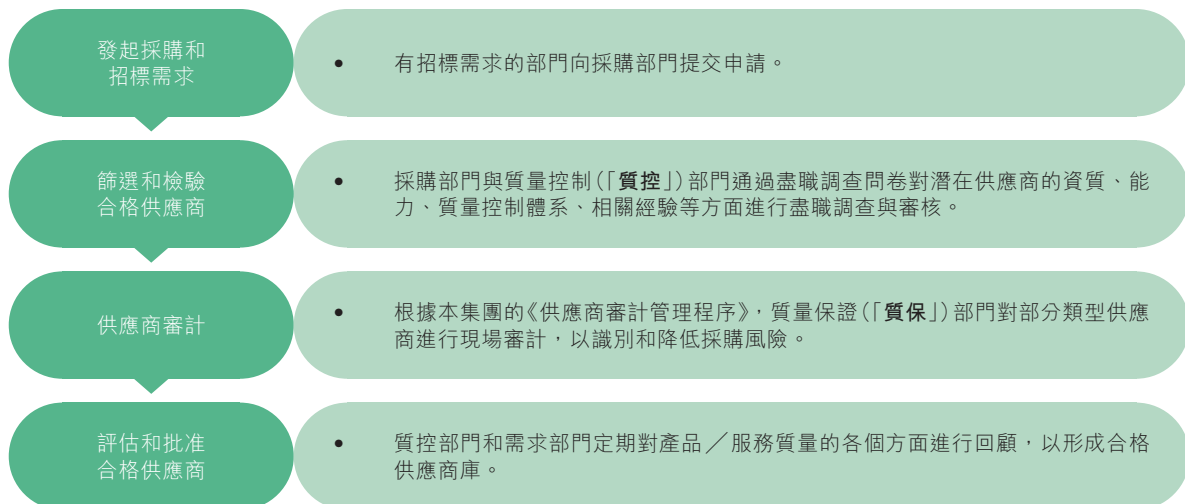 發起採購和
招標需求
• 有招標需求的部門向採購部門提交申請。
篩選和檢驗
合格供應商
• 採購部門與質量控制(「質控」)部門通過盡職調查問卷對潛在供應商的資質、能
力、質量控制體系、相關經驗等方面進行盡職調查與審核。
供應商審計
• 根據本集團的《供應商審計管理程序》，質量保證(「質保」)部門對部分類型供應
商進行現場審計，以識別和降低採購風險。
評估和批准
合格供應商
• 質控部門和需求部門定期對產品／服務質量的各個方面進行回顧，以形成合格
供應商庫。